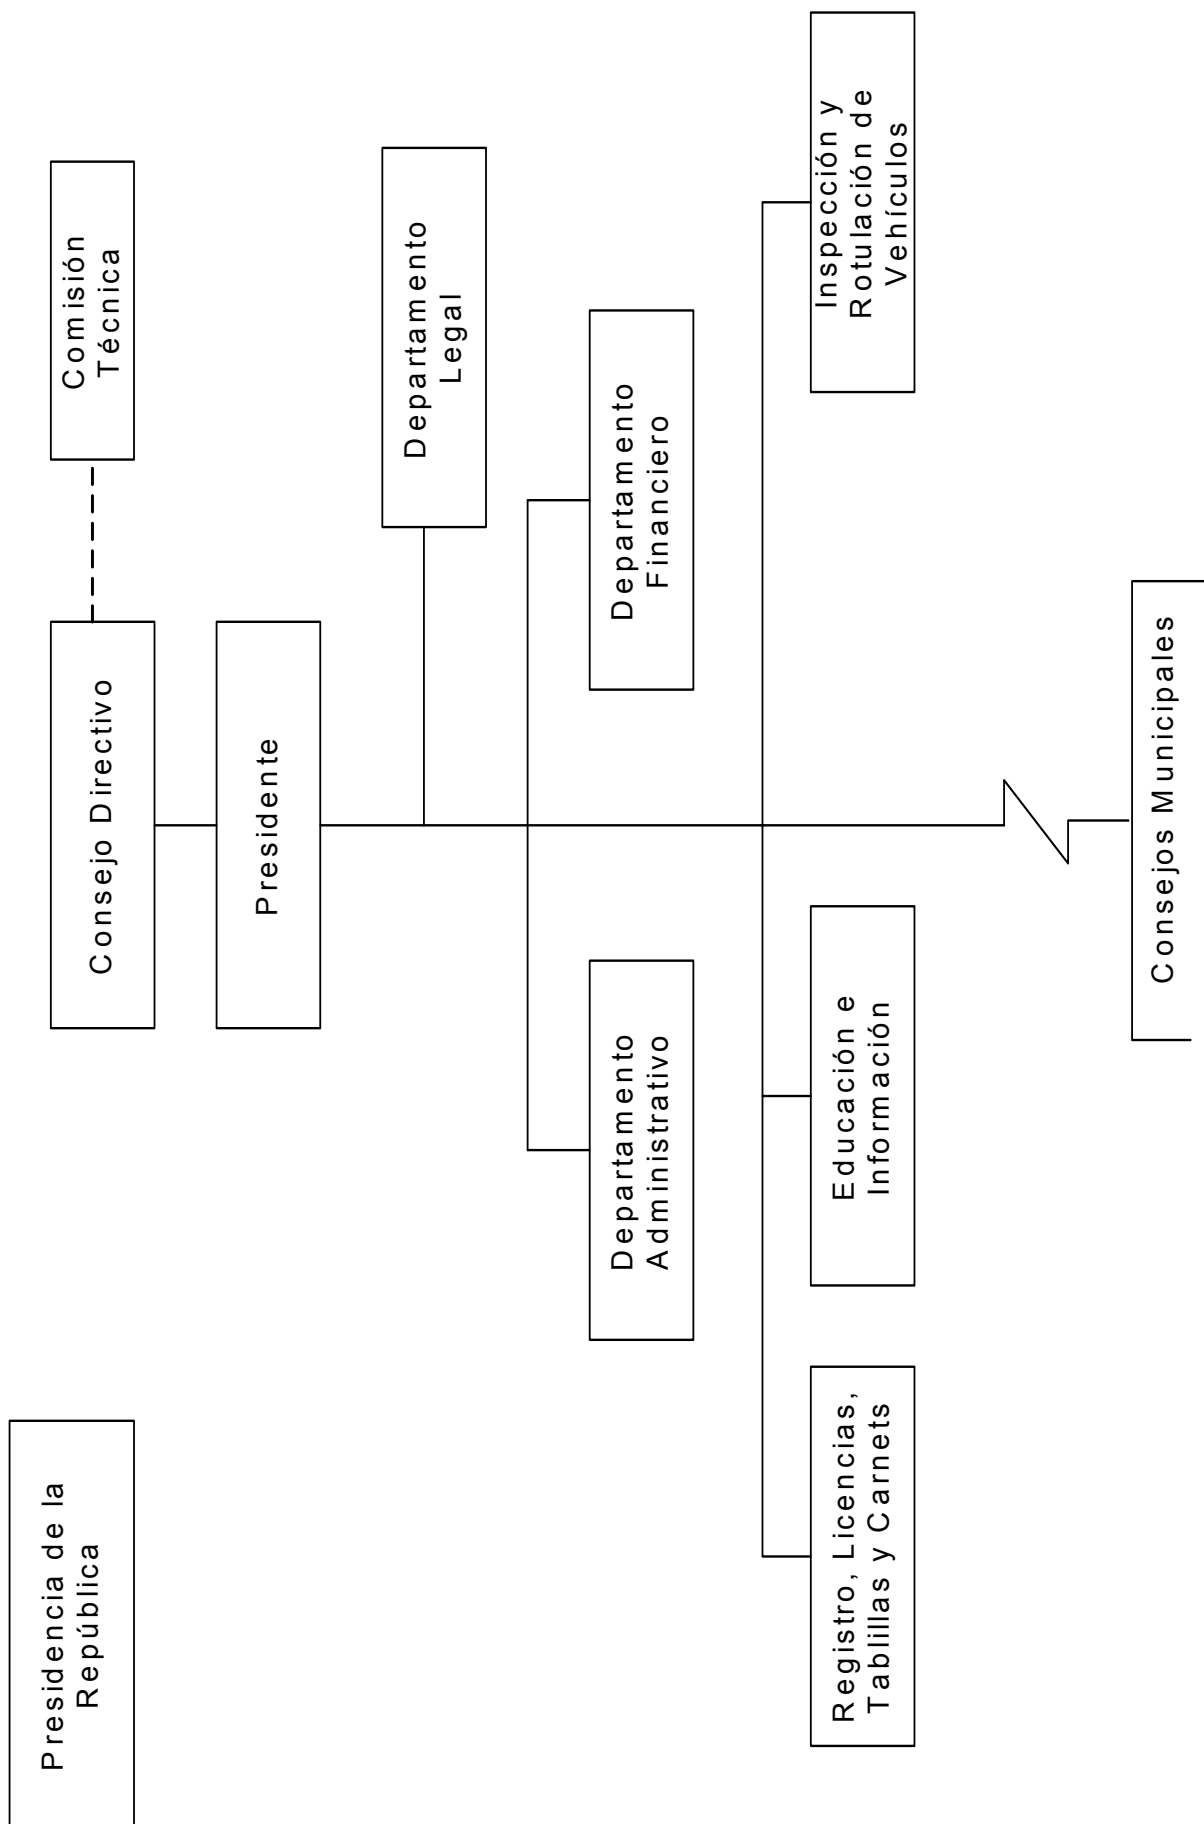 Presidencia de la
República
Consejo Directivo
Comisión
Técnica
Presidente
Departamento
Legal
Departamento
Administrativo
Departamento
Financiero
Registro, Licencias,
Tablillas y Carnets
Educación e
Información
Inspección y
Rotulación de
Vehículos
Consejos Municipales